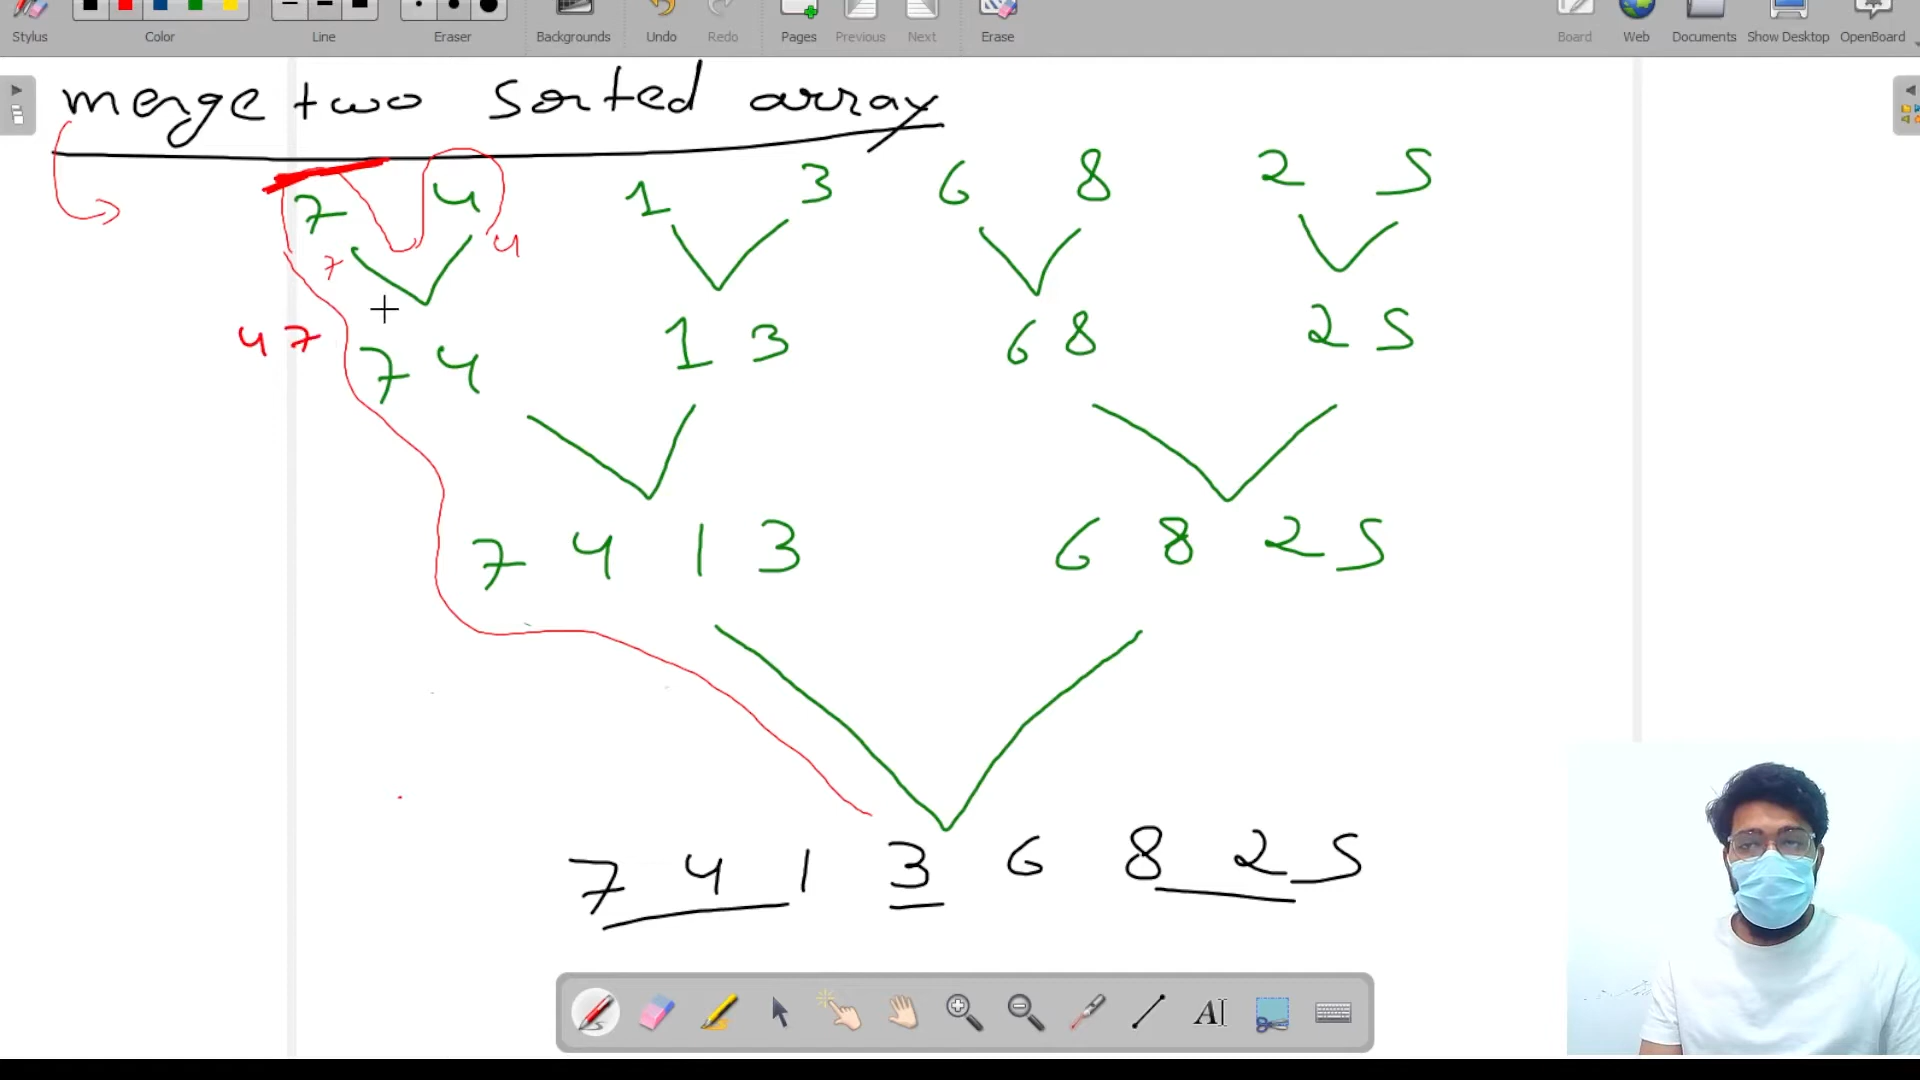 Stylus Color Line Eraser Backgrounds Undo Redo Pages Previous Next Erase Board Web Documents Show Desktop OpenBoard
merge two sorted array
7 4 1 3 6 8 2 5
7 4
4 7 7 4 1 3 6 8 2 5
7 4 1 3 6 8 2 5
7 4 1 3 6 8 2 5
AI